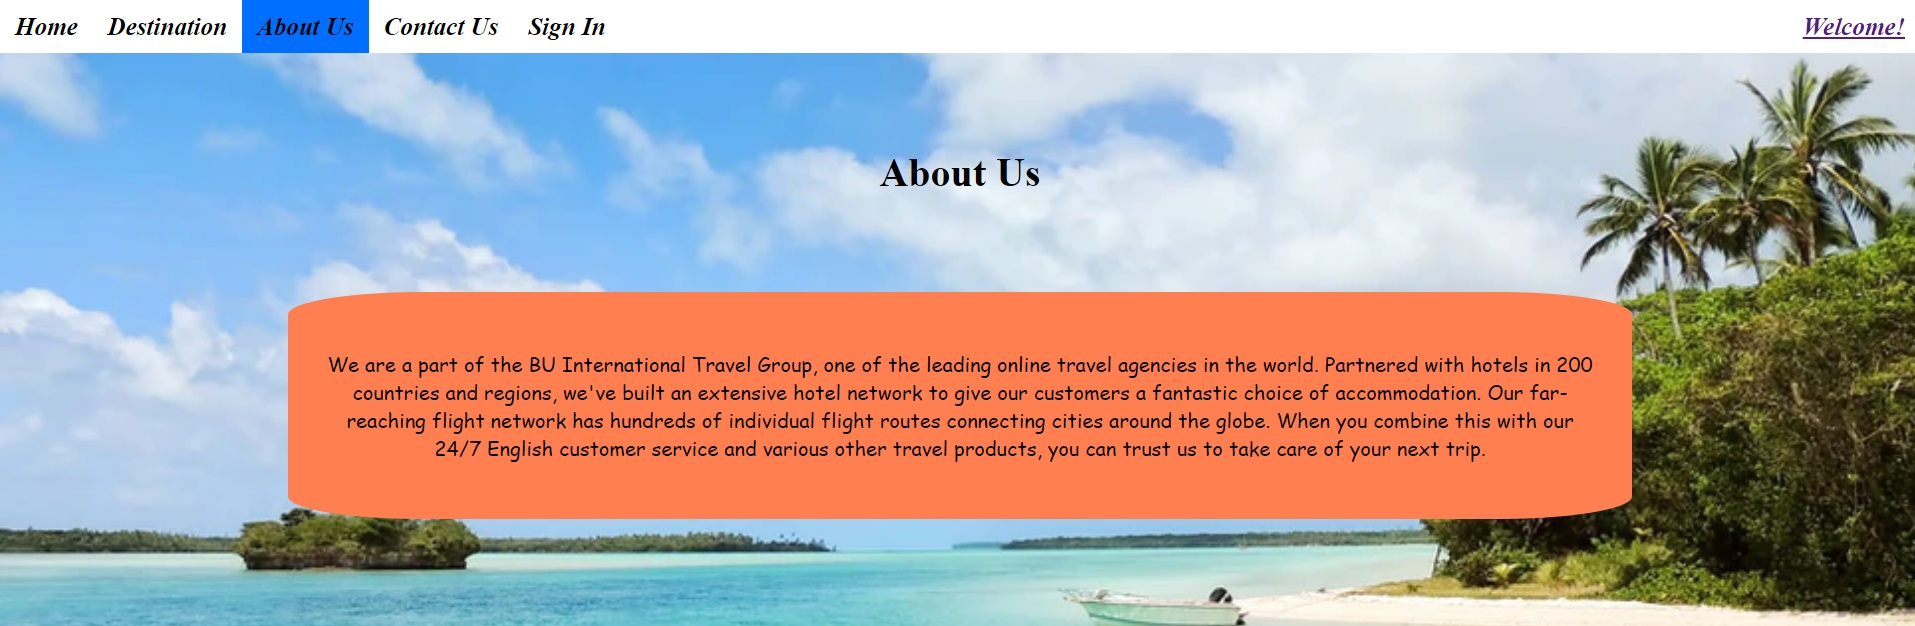 Home Destination About Us Contact Us Sign In Welcome!
About Us
We are a part of the BU International Travel Group, one of the leading online travel agencies in the world. Partnered with hotels in 200
countries and regions, we've built an extensive hotel network to give our customers a fantastic choice of accommodation. Our far-
reaching flight network has hundreds of individual flight routes connecting cities around the globe. When you combine this with our
24/7 English customer service and various other travel products, you can trust us to take care of your next trip.